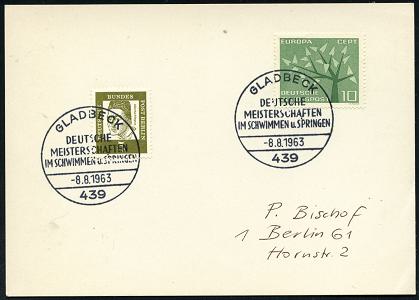 EUROPA CEPT
DEUTSCHE
10
BUNDES
POST BERLIN
GLADBECK
DEUTSCHE
MEISTERSCHAFTEN
IM SCHWIMMEN u. SPRINGEN
-8.8.1963
439
GLADBECK
DEUTSCHE
MEISTERSCHAFTEN
IM SCHWIMMEN u. SPRINGEN
-8.8.1963
439
P. Bischof
1 Berlin 61
Hornstr. 2